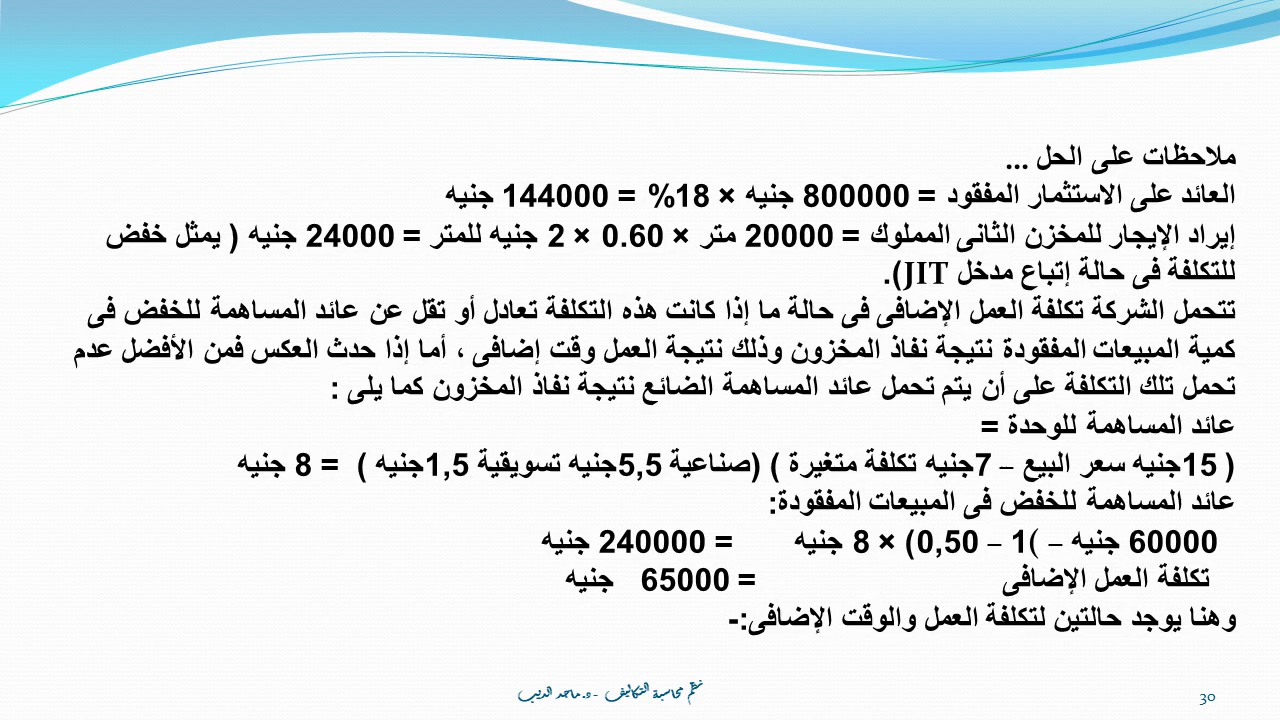 ملاحظات على الحل ...
العائد على الاستثمار المفقود = 800000 جنيه × 18% = 144000 جنيه
إيراد الإيجار للمخزن الثانى المملوك = 20000 متر × 0.60 × 2 جنيه للمتر = 24000 جنيه ( يمثل خفض
للتكلفة فى حالة إتباع مدخل JIT).
تتحمل الشركة تكلفة العمل الإضافى فى حالة ما إذا كانت هذه التكلفة تعادل أو تقل عن عائد المساهمة للخفض فى
كمية المبيعات المفقودة نتيجة نفاذ المخزون وذلك نتيجة العمل وقت إضافى ، أما إذا حدث العكس فمن الأفضل عدم
تحمل تلك التكلفة على أن يتم تحمل عائد المساهمة الضائع نتيجة نفاذ المخزون كما يلى :
عائد المساهمة للوحدة =
( 15جنيه سعر البيع – 7جنيه تكلفة متغيرة ) (صناعية 5,5جنيه تسويقية 1,5جنيه ) = 8 جنيه
عائد المساهمة للخفض فى المبيعات المفقودة:
60000 جنيه – )1 – 0,50) × 8 جنيه = 240000 جنيه
تكلفة العمل الإضافى = 65000 جنيه
وهنا يوجد حالتين لتكلفة العمل والوقت الإضافى:-
نظم محاسبة التكاليف - د. ماجد الديب
30